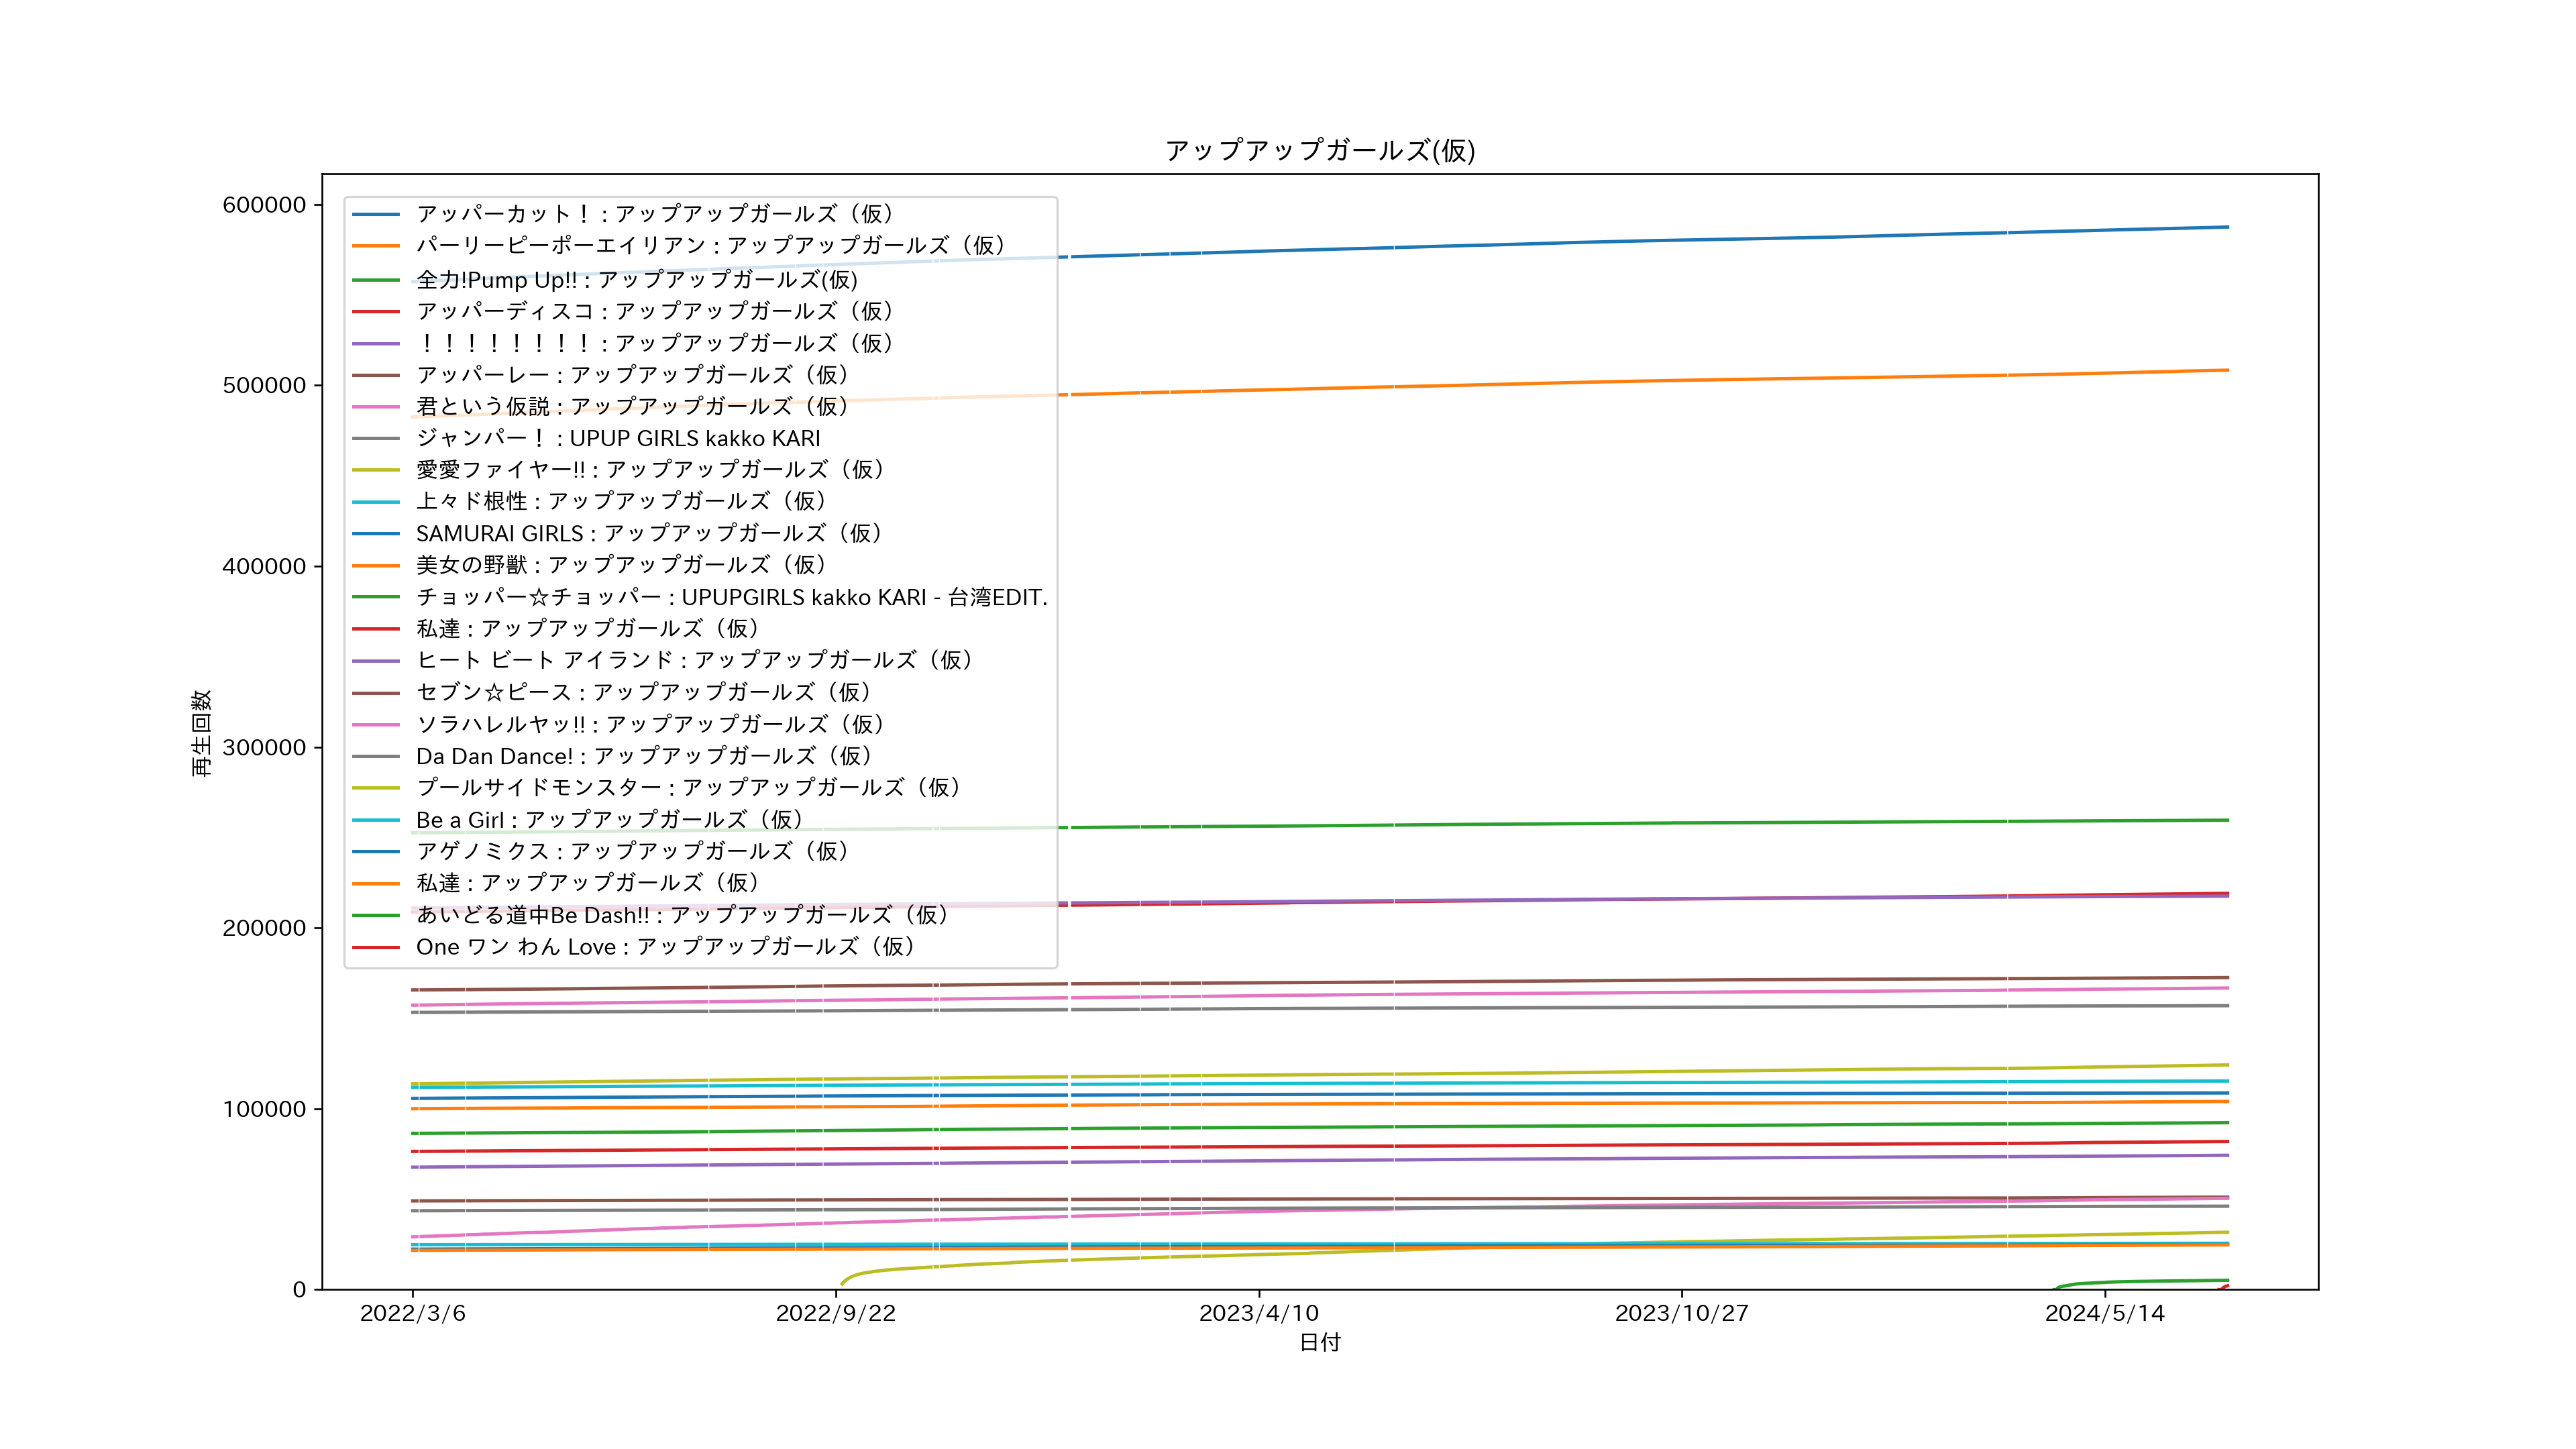 アップアップガールズ(仮)
600000
500000
400000
300000
200000
100000
0
再生回数
アッパーカット！ : アップアップガールズ（仮）
パーリーピーポーエイリアン : アップアップガールズ（仮）
全力!Pump Up!! : アップアップガールズ(仮)
アッパーディスコ : アップアップガールズ（仮）
！！！！！！！！ : アップアップガールズ（仮）
アッパーレー : アップアップガールズ（仮）
君という仮説 : アップアップガールズ（仮）
ジャンパー！ : UPUP GIRLS kakko KARI
愛愛ファイヤー!! : アップアップガールズ（仮）
上々ド根性 : アップアップガールズ（仮）
SAMURAI GIRLS : アップアップガールズ（仮）
美女の野獣 : アップアップガールズ（仮）
チョッパー☆チョッパー : UPUPGIRLS kakko KARI - 台湾EDIT.
私達 : アップアップガールズ（仮）
ヒート ビート アイランド : アップアップガールズ（仮）
セブン☆ピース : アップアップガールズ（仮）
ソラハレルヤッ!! : アップアップガールズ（仮）
Da Dan Dance! : アップアップガールズ（仮）
プールサイドモンスター : アップアップガールズ（仮）
Be a Girl : アップアップガールズ（仮）
アゲノミクス : アップアップガールズ（仮）
私達 : アップアップガールズ（仮）
あいどる道中Be Dash!! : アップアップガールズ（仮）
One ワン わん Love : アップアップガールズ（仮）
2022/3/6
2022/9/22
2023/4/10
2023/10/27
2024/5/14
日付